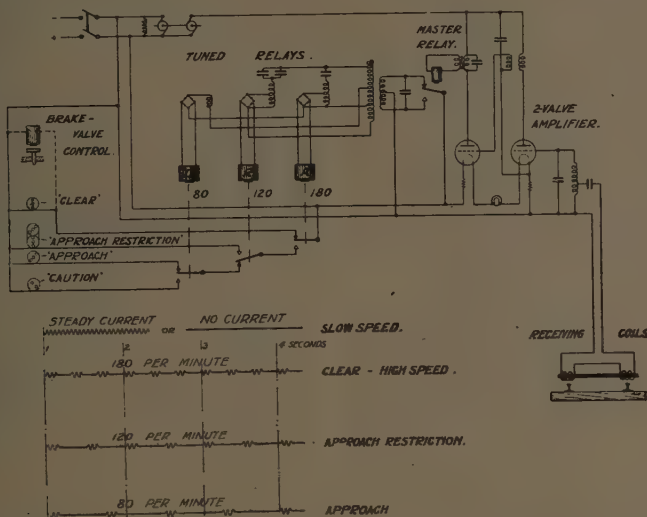 TUNED RELAYS.
MASTER
RELAY.
2-VALVE
AMPLIFIER.
BRAKE-
VALVE
CONTROL.
80 120 180
'CLEAR'
'APPROACH RESTRICTION'
'APPROACH'
'CAUTION'
STEADY CURRENT OR NO CURRENT SLOW SPEED.
1 2 3 4 SECONDS
180 PER MINUTE
CLEAR - HIGH SPEED.
120 PER MINUTE
APPROACH RESTRICTION.
80 PER MINUTE
APPROACH
RECEIVING COILS